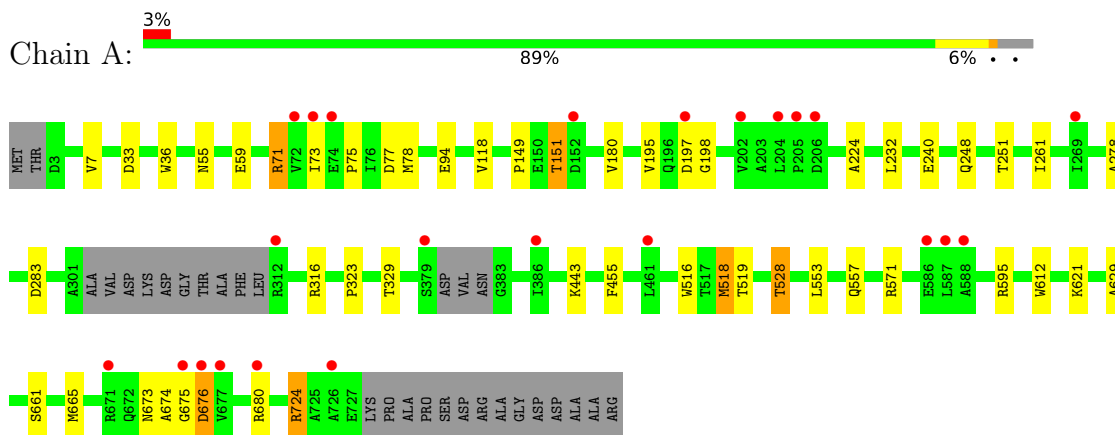 3%
Chain A:
89% 6% • •
MET THR D3 V7 D33 W36 N55 E59 R71 V72 I73 E74 P75 I76 D77 M78 E94 V118 P149 E150 T151 D152 V180 V195 Q196 D197 G198 V202 A203 L204 P205 D206 A224 L232 E240 Q248 T251 I261 I269
D283 A301 ALA VAL ASP LYS ASP GLY THR ALA PHE LEU R312 R316 P323 T329 S379 ASP VAL ASN G383 I386 K443 F455 L461 W516 T517 M518 T519 T528 L553 Q557 R571 E586 L587 A588 R595 W612 K621
S661 M665 R671 Q672 N673 A674 G675 D676 V677 R680 R724 A725 A726 E727 LYS PRO ALA PRO SER ASP ARG ALA GLY ASP ASP ALA ALA ARG